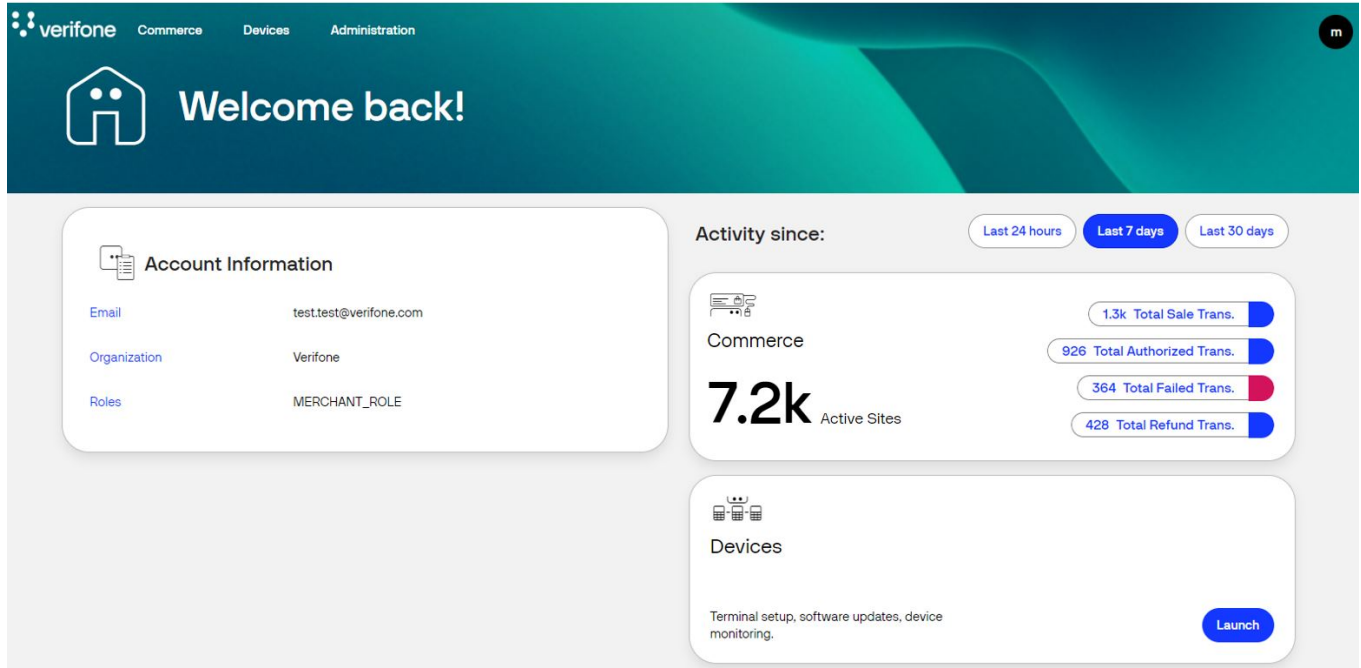 verifone Commerce Devices Administration
m
Welcome back!
Account Information
Email test.test@verifone.com
Organization Verifone
Roles MERCHANT_ROLE
Activity since: Last 24 hours Last 7 days Last 30 days
Commerce
7.2k Active Sites
1.3k Total Sale Trans.
926 Total Authorized Trans.
364 Total Failed Trans.
428 Total Refund Trans.
Devices
Terminal setup, software updates, device
monitoring.
Launch